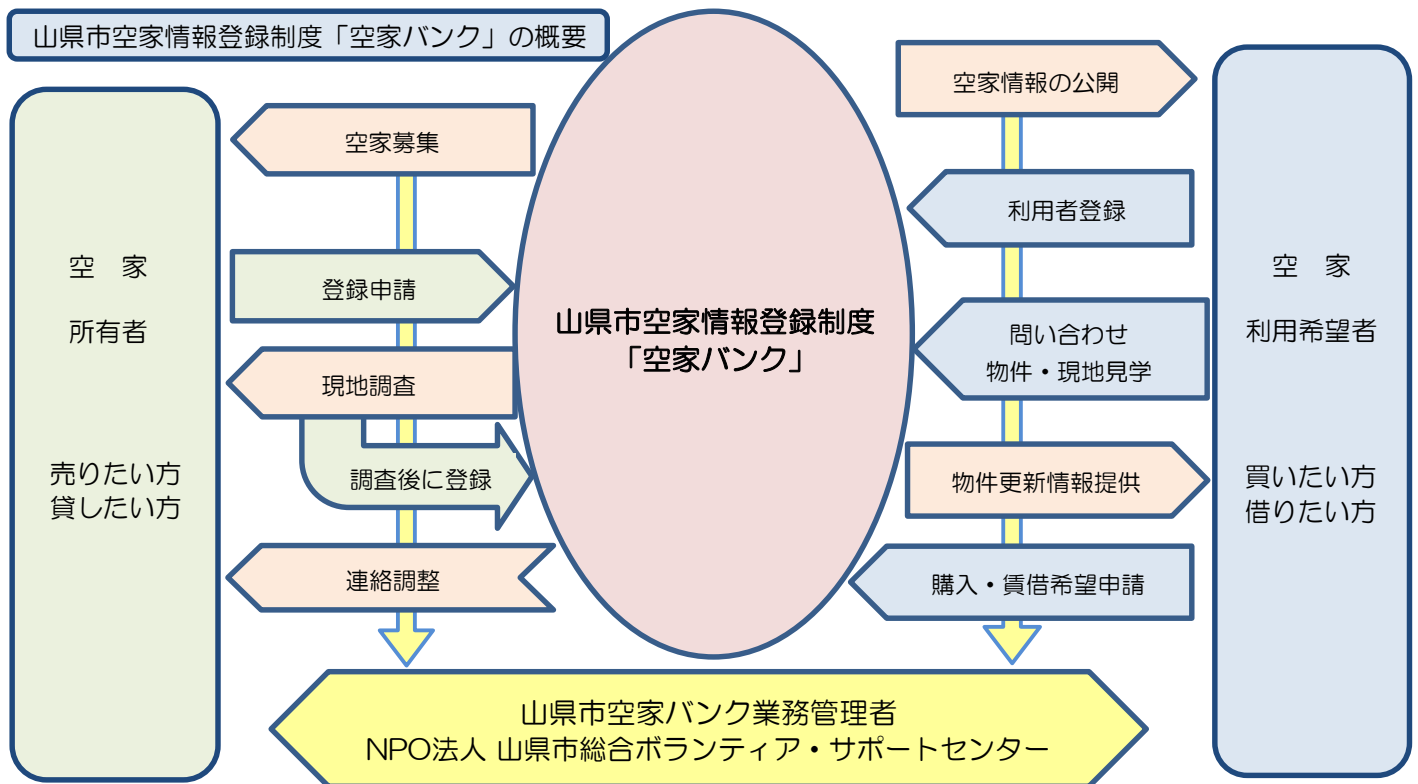 山県市空家情報登録制度「空家バンク」の概要
空　家
所有者
売りたい方
貸したい方
空家募集
登録申請
現地調査
調査後に登録
連絡調整
山県市空家情報登録制度
「空家バンク」
空家情報の公開
利用者登録
問い合わせ
物件・現地見学
物件更新情報提供
購入・賃借希望申請
空　家
利用希望者
買いたい方
借りたい方
山県市空家バンク業務管理者
NPO法人 山県市総合ボランティア・サポートセンター